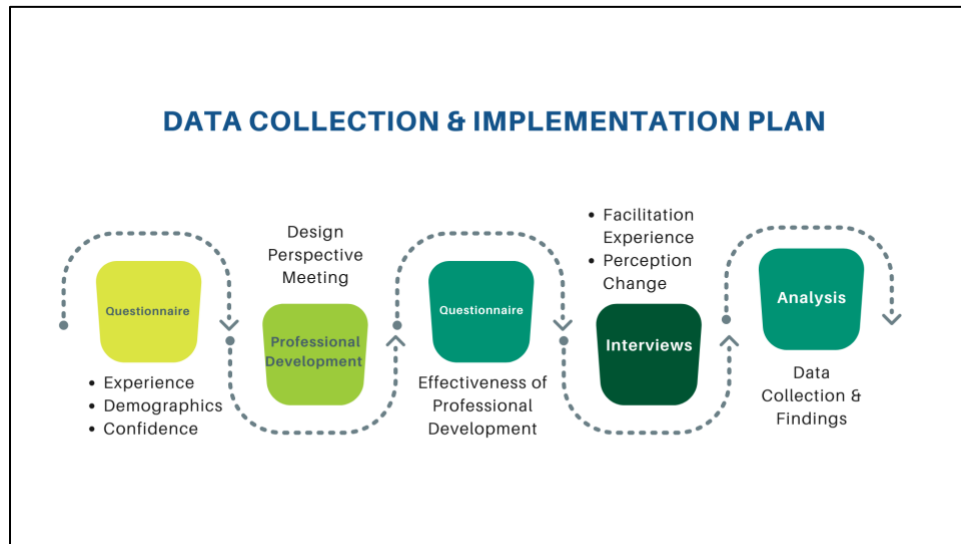 DATA COLLECTION & IMPLEMENTATION PLAN
Questionnaire
• Experience
• Demographics
• Confidence
Design
Perspective
Meeting
Professional
Development
Questionnaire
Effectiveness of
Professional
Development
• Facilitation
Experience
• Perception
Change
Interviews
Analysis
Data
Collection &
Findings